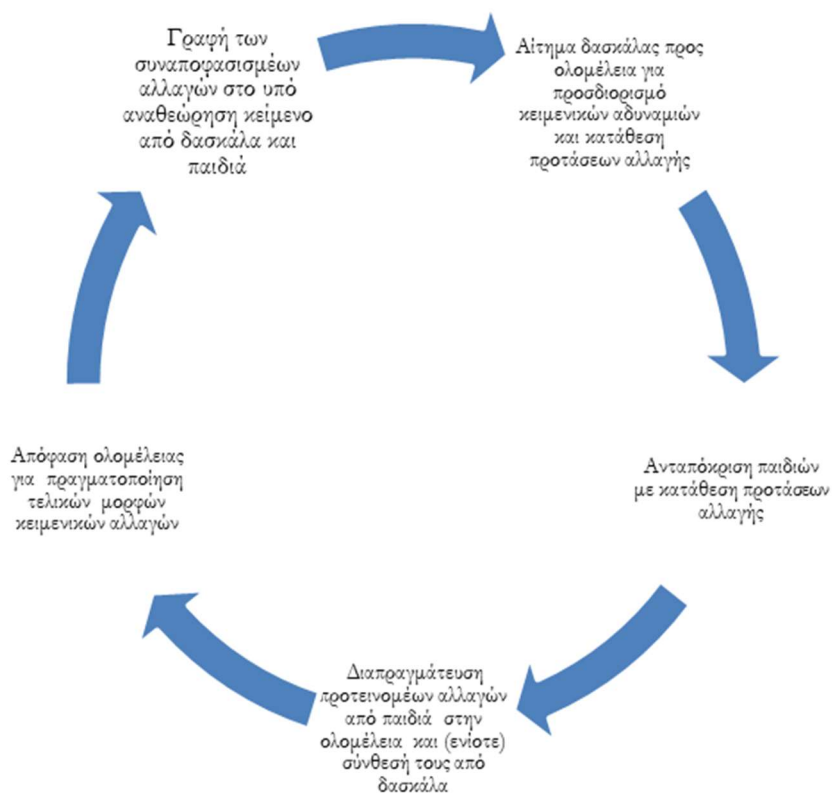 Γραφή των
συναποφασισμέων
αλλαγών στο υπό
αναθεώρηση κείμενο
από δασκάλα και
παιδιά
Αίτημα δασκάλας προς
ολομέλεια για
προσδιορισμό
κειμενικών αδυναμιών
και κατάθεση
προτάσεων αλλαγής
Ανταπόκριση παιδιών
με κατάθεση προτάσεων
αλλαγής
Διαπραγμάτευση
προτεινομέων αλλαγών
από παιδιά στην
ολομέλεια και (ενίοτε)
σύνθεσή τους από
δασκάλα
Απόφαση ολομέλειας
για πραγματοποίηση
τελικών μορφών
κειμενικών αλλαγών